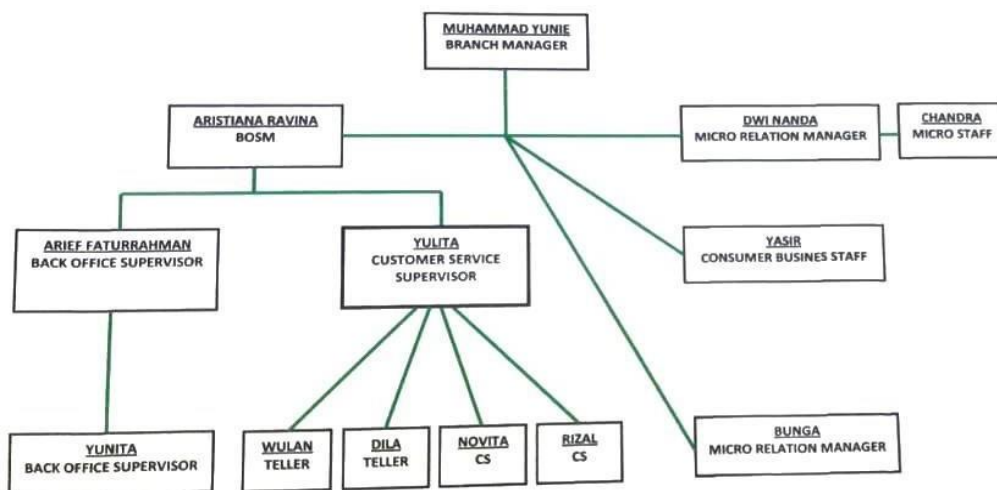 MUHAMMAD YUNIE
BRANCH MANAGER
ARISTIANA RAVINA
BOSM
DWI NANDA
MICRO RELATION MANAGER
CHANDRA
MICRO STAFF
ARIEF FATURRAHMAN
BACK OFFICE SUPERVISOR
YULITA
CUSTOMER SERVICE
SUPERVISOR
YASIR
CONSUMER BUSINES STAFF
YUNITA
BACK OFFICE SUPERVISOR
WULAN
TELLER
DILA
TELLER
NOVITA
CS
RIZAL
CS
BUNGA
MICRO RELATION MANAGER